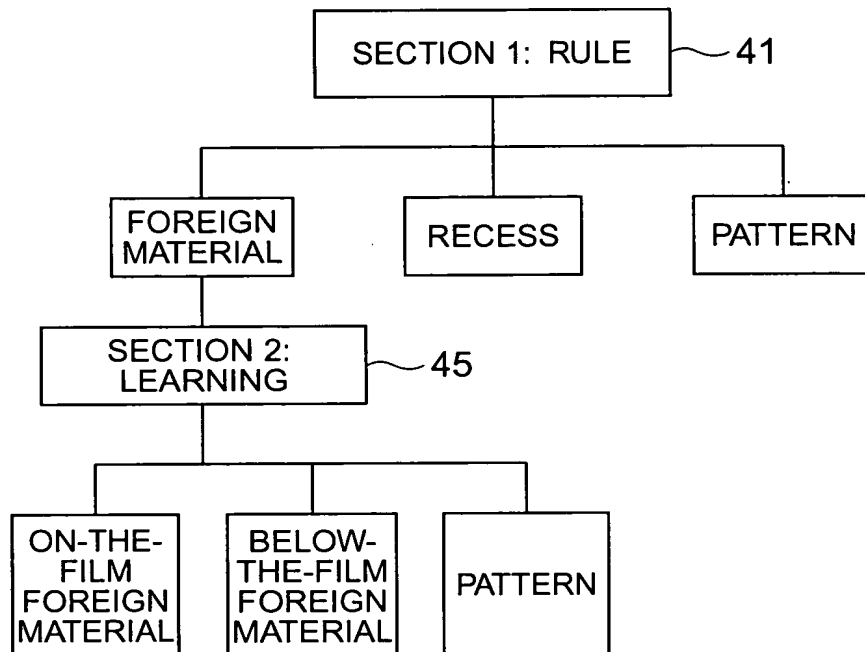 SECTION 1: RULE
41
FOREIGN
MATERIAL
RECESS
PATTERN
SECTION 2:
LEARNING
45
ON-THE-
FILM
FOREIGN
MATERIAL
BELOW-
THE-FILM
FOREIGN
MATERIAL
PATTERN